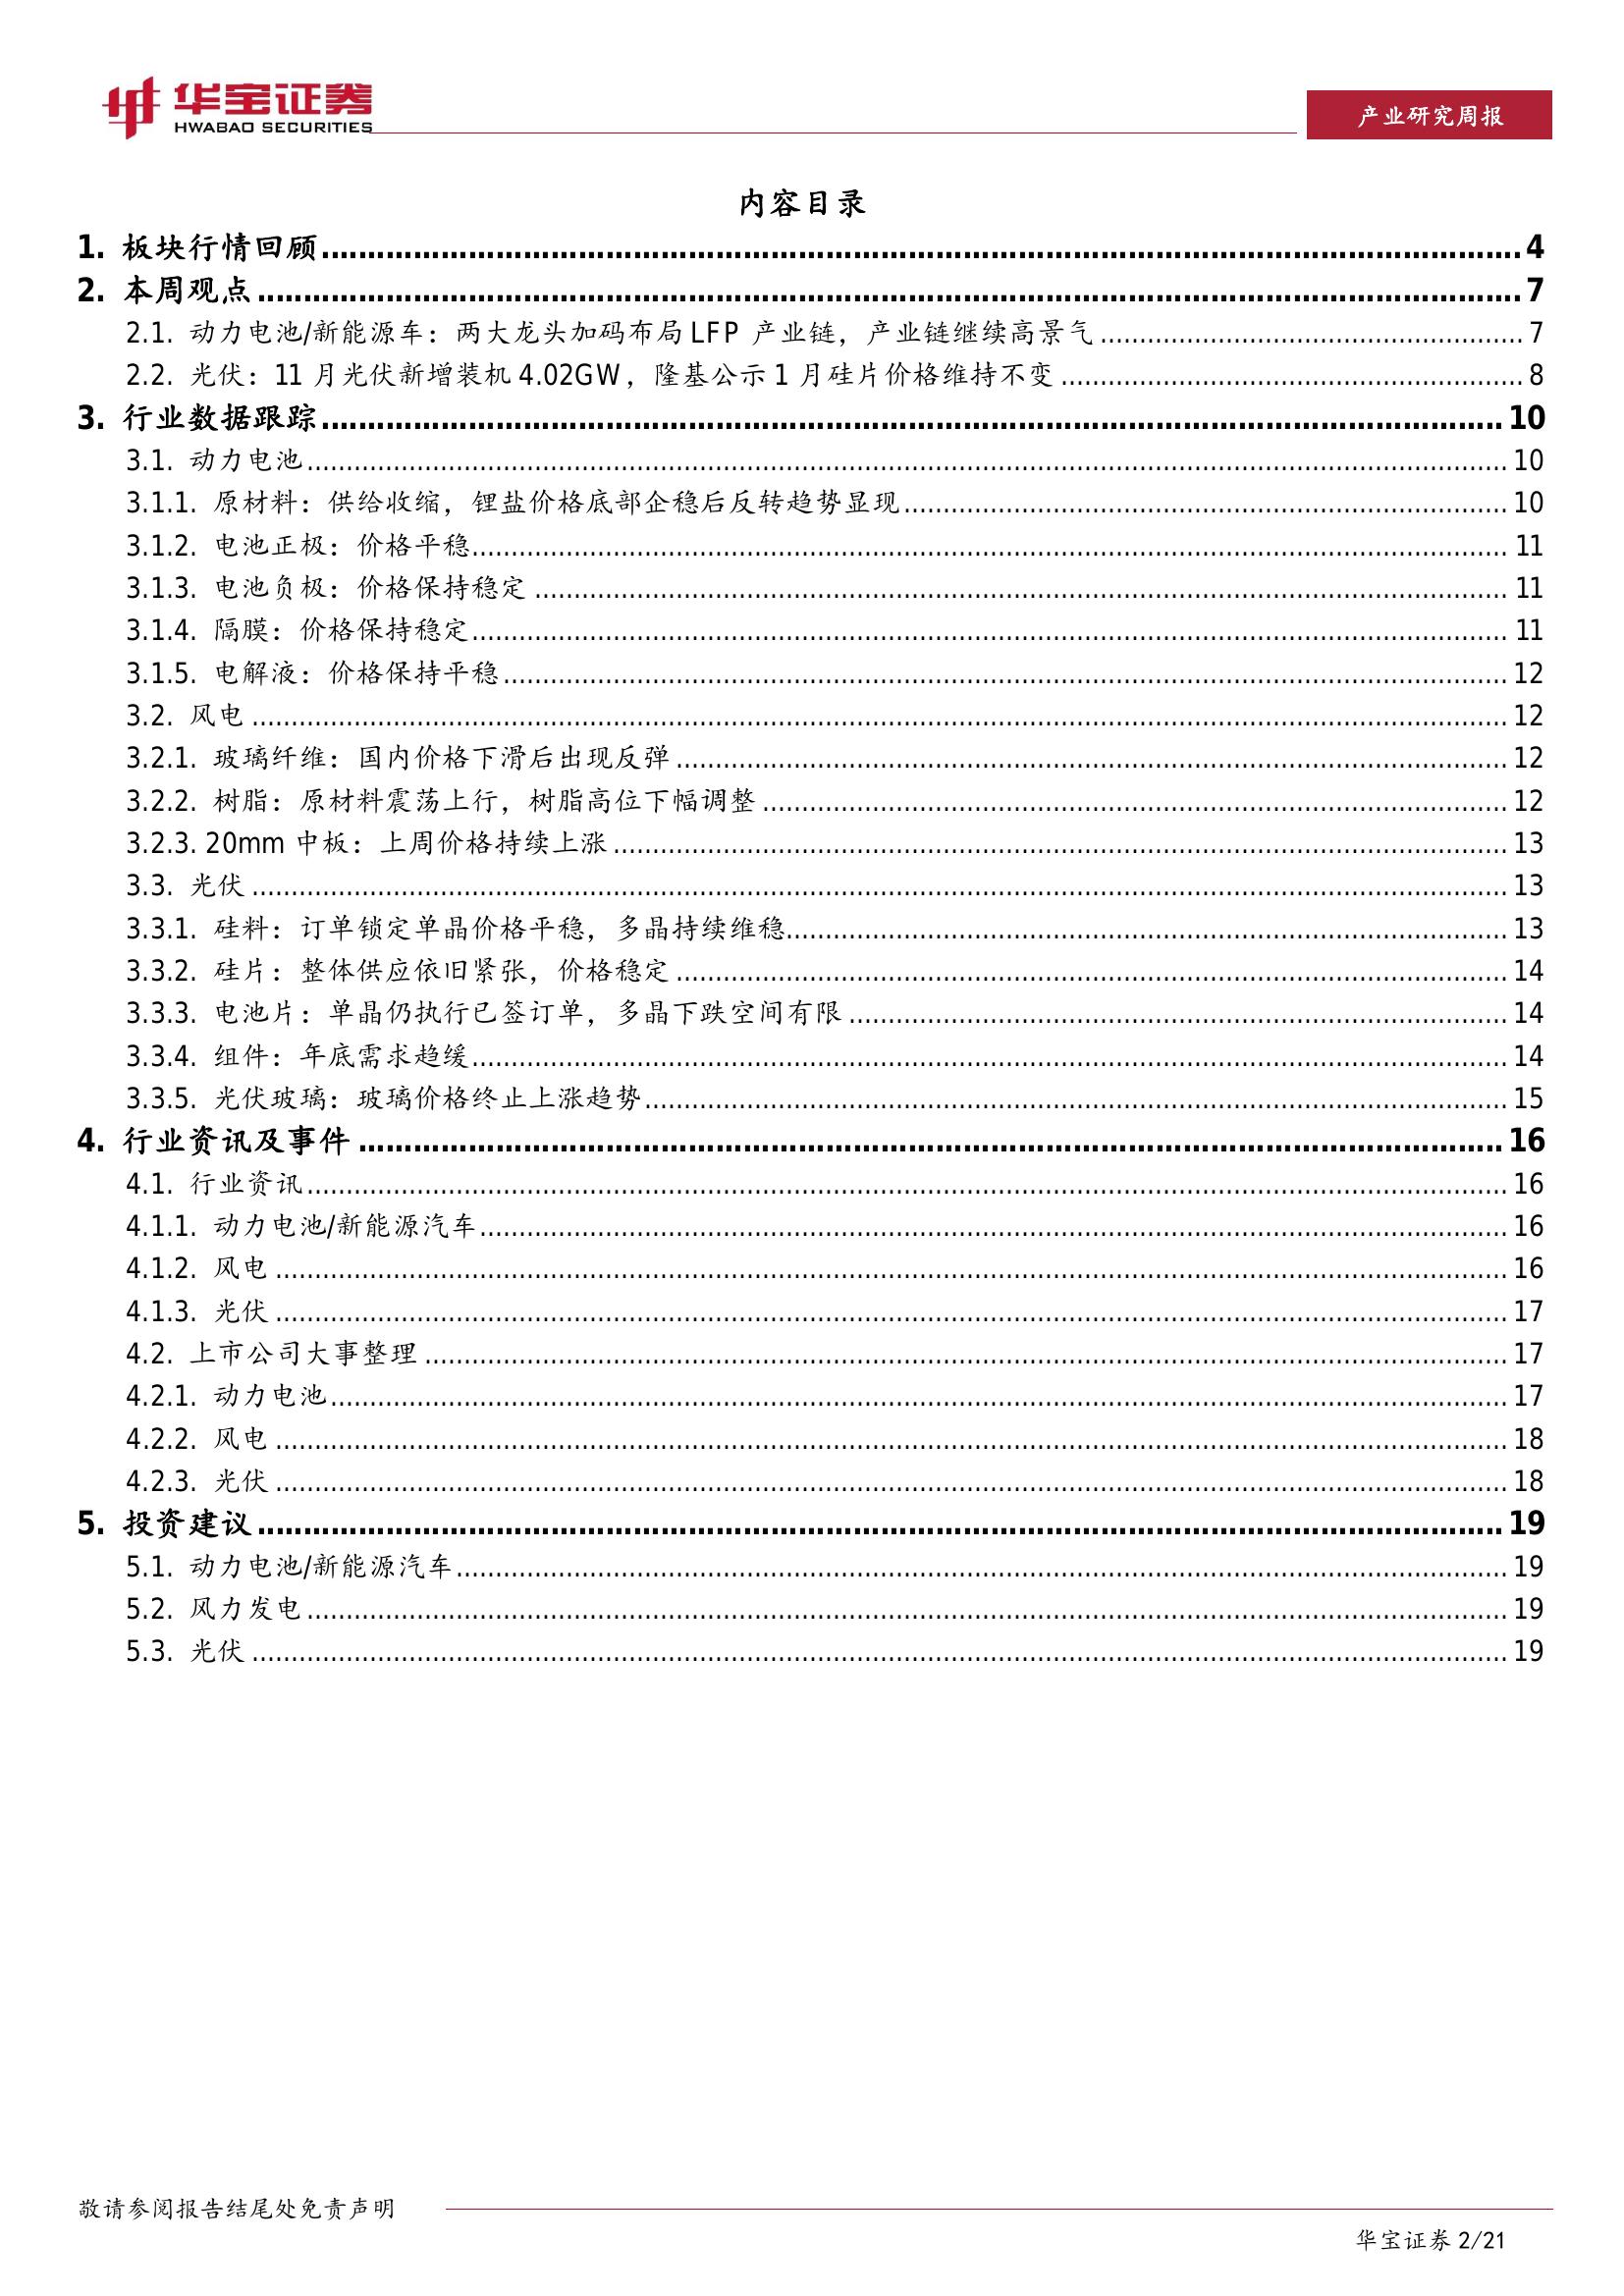 华宝证券
HWABAO SECURITIES
产业研究周报
内容目录
1. 板块行情回顾 4
2. 本周观点 7
2.1. 动力电池/新能源车：两大龙头加码布局 LFP 产业链，产业链继续高景气 7
2.2. 光伏：11 月光伏新增装机 4.02GW，隆基公示 1 月硅片价格维持不变 8
3. 行业数据跟踪 10
3.1. 动力电池 10
3.1.1. 原材料：供给收缩，锂盐价格底部企稳后反转趋势显现 10
3.1.2. 电池正极：价格平稳 11
3.1.3. 电池负极：价格保持稳定 11
3.1.4. 隔膜：价格保持稳定 11
3.1.5. 电解液：价格保持平稳 12
3.2. 风电 12
3.2.1. 玻璃纤维：国内价格下滑后出现反弹 12
3.2.2. 树脂：原材料震荡上行，树脂高位下幅调整 12
3.2.3. 20mm 中板：上周价格持续上涨 13
3.3. 光伏 13
3.3.1. 硅料：订单锁定单晶价格平稳，多晶持续维稳 13
3.3.2. 硅片：整体供应依旧紧张，价格稳定 14
3.3.3. 电池片：单晶仍执行已签订单，多晶下跌空间有限 14
3.3.4. 组件：年底需求趋缓 14
3.3.5. 光伏玻璃：玻璃价格终止上涨趋势 15
4. 行业资讯及事件 16
4.1. 行业资讯 16
4.1.1. 动力电池/新能源汽车 16
4.1.2. 风电 16
4.1.3. 光伏 17
4.2. 上市公司大事整理 17
4.2.1. 动力电池 17
4.2.2. 风电 18
4.2.3. 光伏 18
5. 投资建议 19
5.1. 动力电池/新能源汽车 19
5.2. 风力发电 19
5.3. 光伏 19
敬请参阅报告结尾处免责声明
华宝证券 2/21